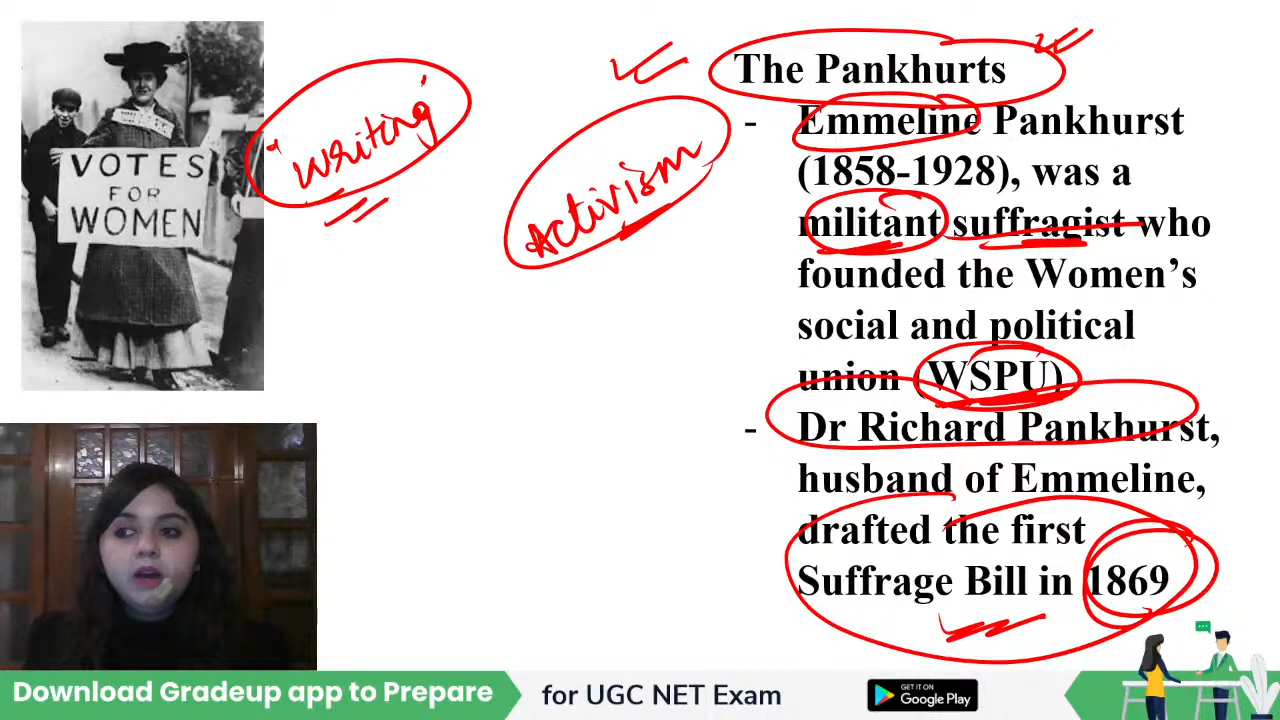 VOTES
FOR
WOMEN
'writing'
Activism
The Pankhurts
- Emmeline Pankhurst
(1858-1928), was a
militant suffragist who
founded the Women's
social and political
union (WSPU)
- Dr Richard Pankhurst,
husband of Emmeline,
drafted the first
Suffrage Bill in 1869
Download Gradeup app to Prepare
for UGC NET Exam
GET IT ON
Google Play